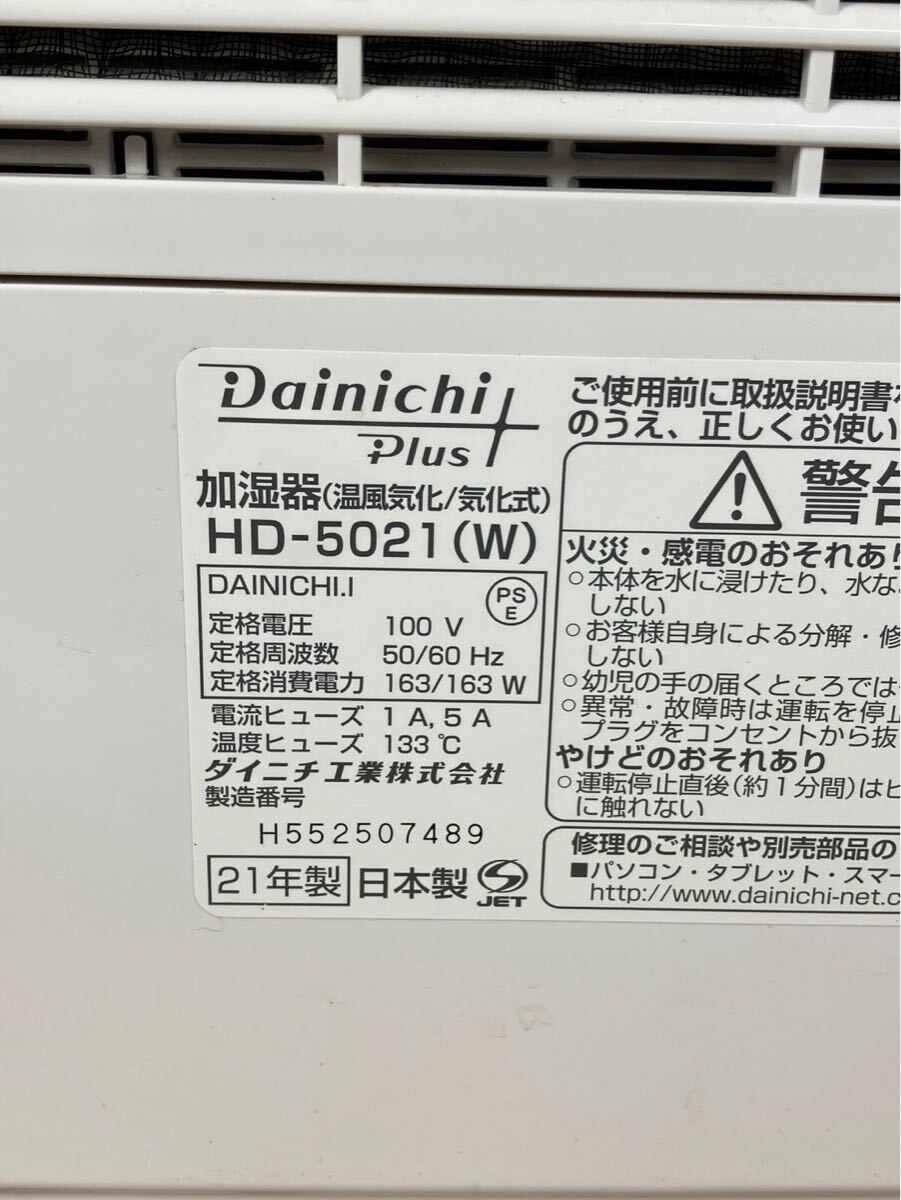 Dainichi
Plus
加湿器(温風気化/気化式)
HD-5021(W)
DAINICHI.I
PS
E
定格電圧 100 V
定格周波数 50/60 Hz
定格消費電力 163/163 W
電流ヒューズ 1 A, 5 A
温度ヒューズ 133 ℃
ダイニチ工業株式会社
製造番号
H552507489
21年製 日本製
JET
ご使用前に取扱説明書
のうえ、正しくお使い
警告
火災・感電のおそれあり
○本体を水に浸けたり、水な
しない
○お客様自身による分解・修
しない
○幼児の手の届くところでは
○異常・故障時は運転を停止
プラグをコンセントから抜
やけどのおそれあり
○運転停止直後(約1分間)はヒ
に触れない
修理のご相談や別売部品の
■パソコン・タブレット・スマー
http://www.dainichi-net.c